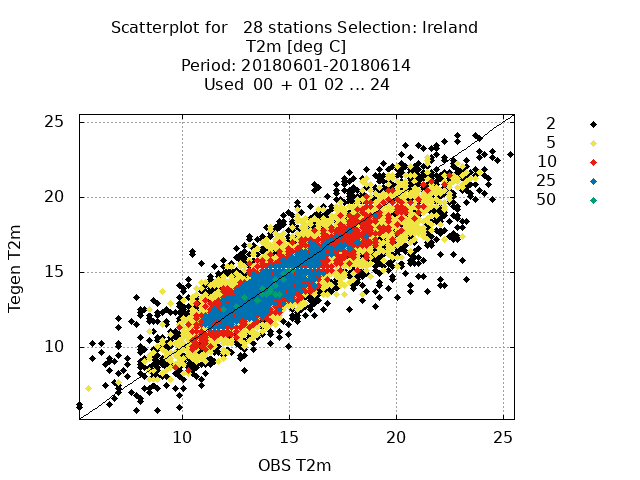 Scatterplot for   28 stations Selection: Ireland
T2m [deg C]
Period: 20180601-20180614
Used  00 + 01 02 ... 24
25
20
15
10
Tegen T2m
10 15 20 25
OBS T2m
2
5
10
25
50